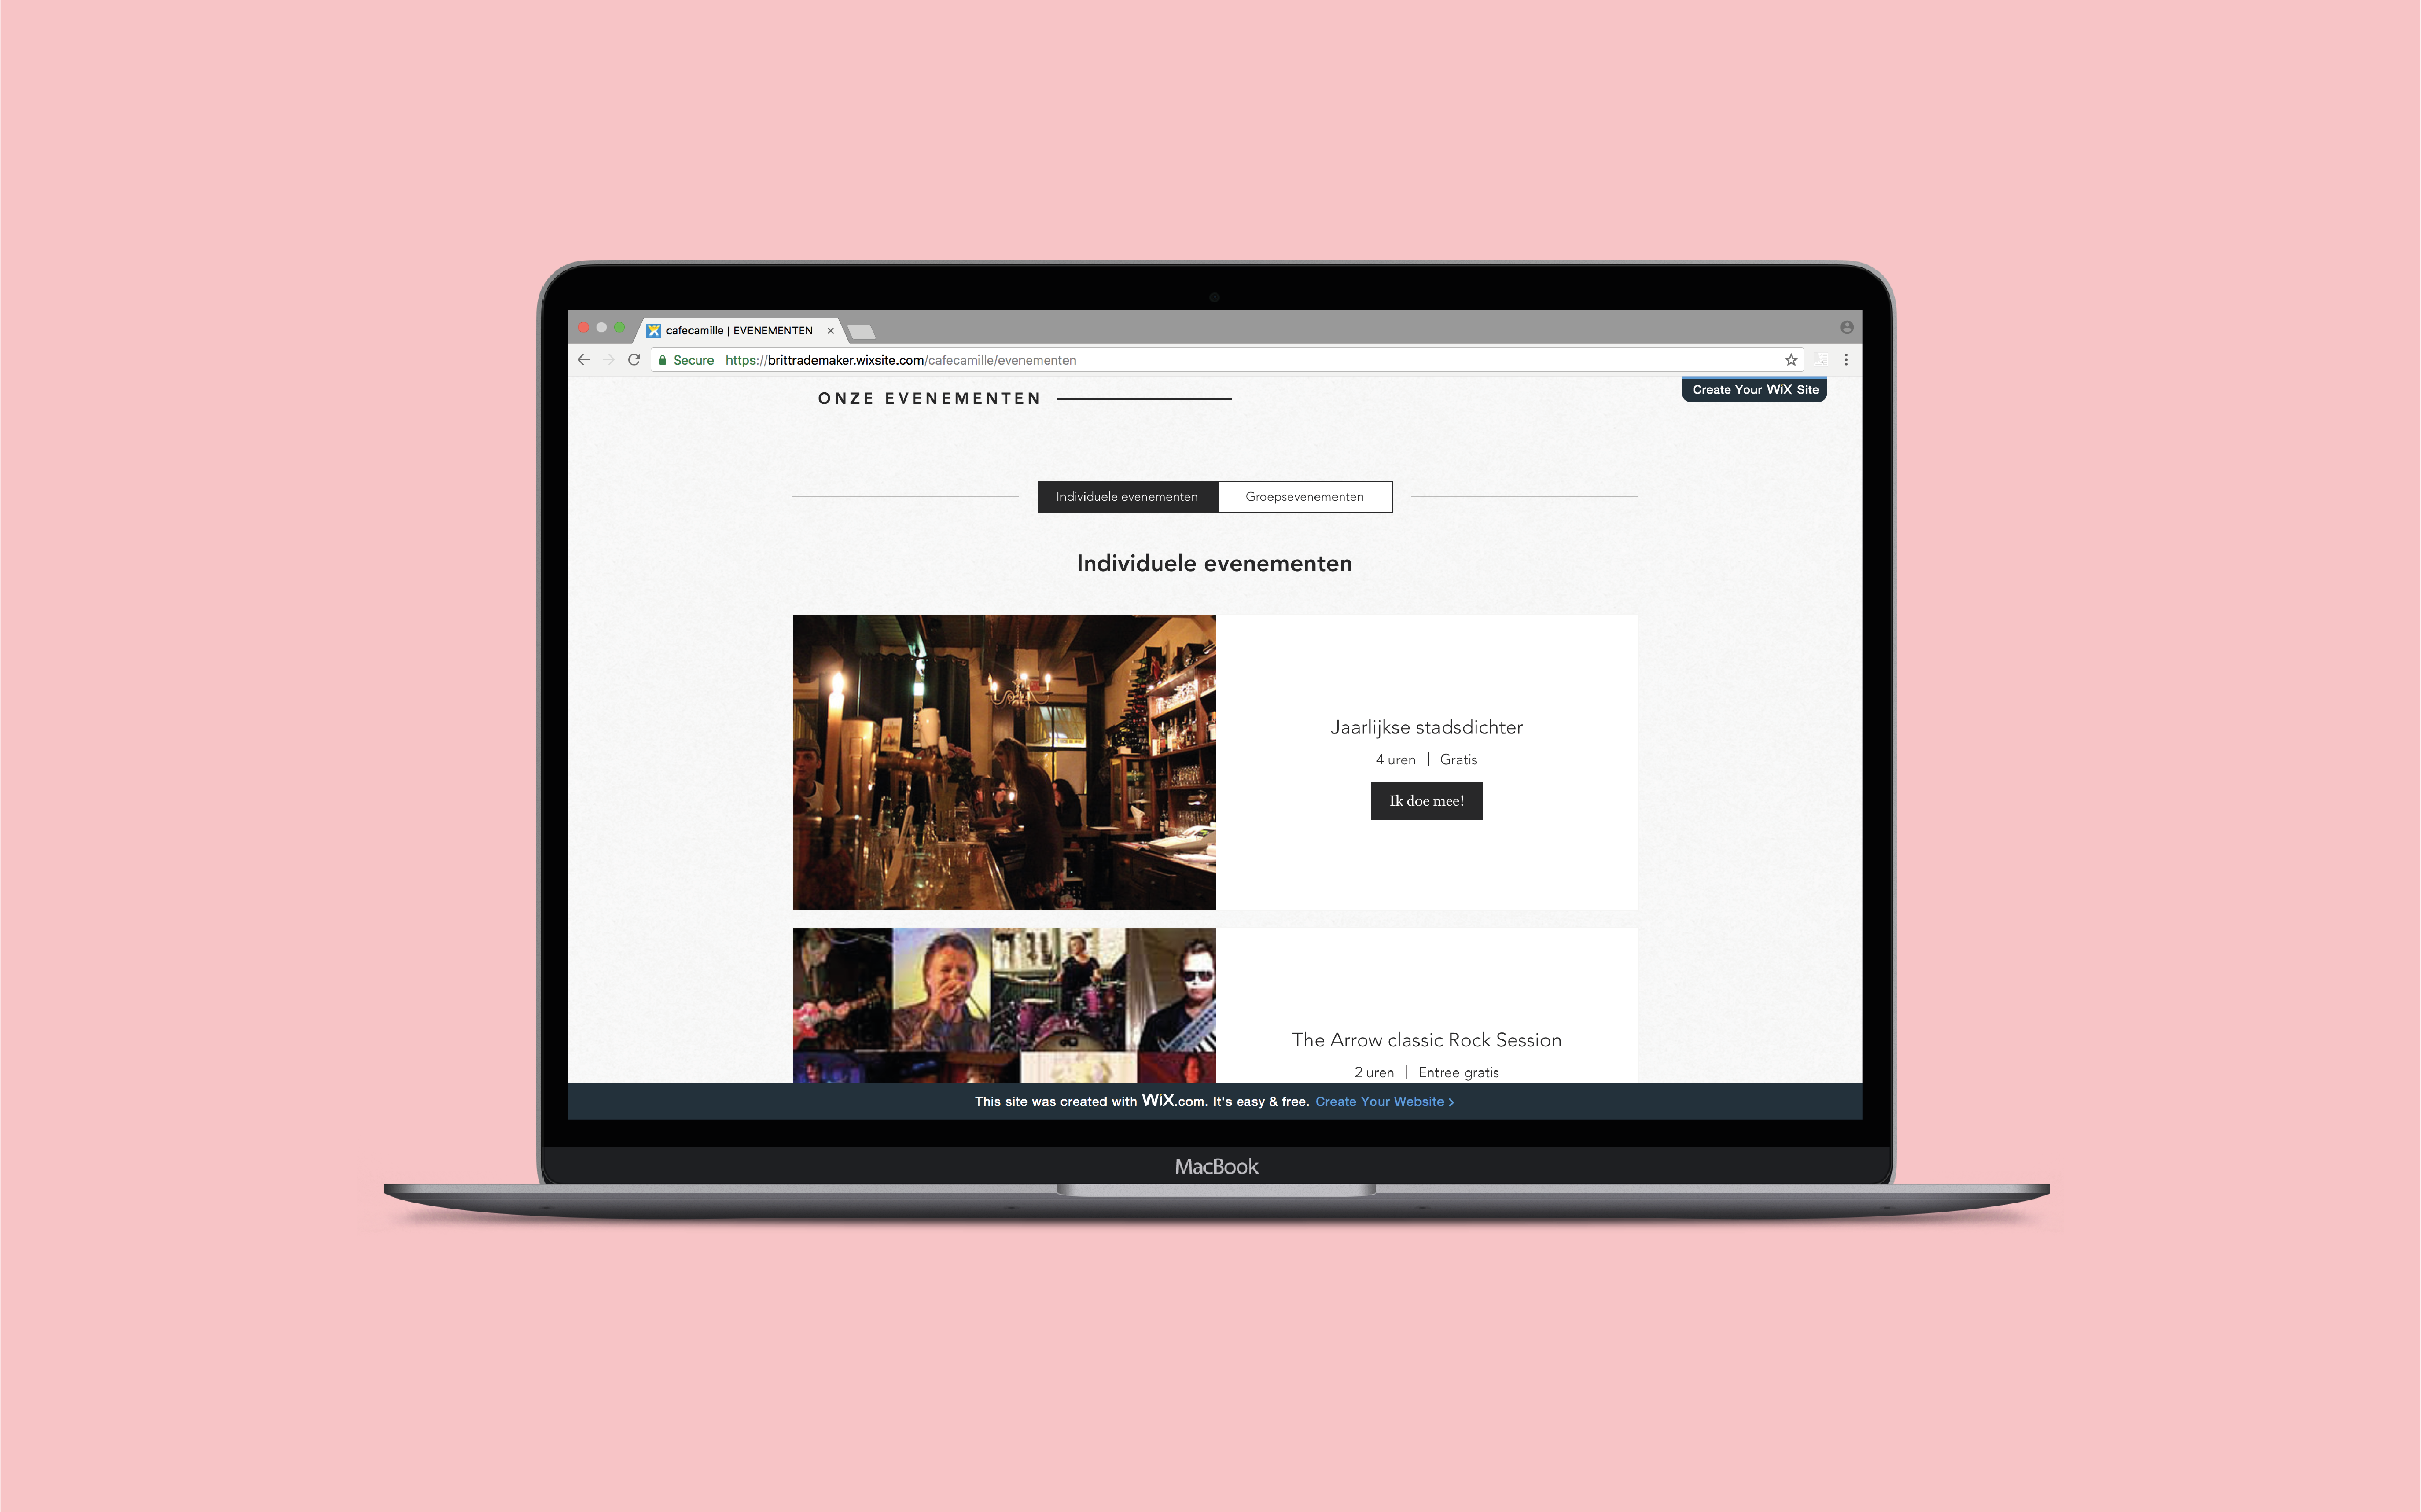 cafecamille | EVENEMENTEN
Secure https://brittrademaker.wixsite.com/cafecamille/evenementen
Create Your WiX Site
ONZE EVENEMENTEN
Individuele evenementen Groepsevenementen
Individuele evenementen
Jaarlijkse stadsdichter
4 uren | Gratis
Ik doe mee!
The Arrow classic Rock Session
2 uren | Entree gratis
This site was created with WiX.com. It's easy & free. Create Your Website >
MacBook